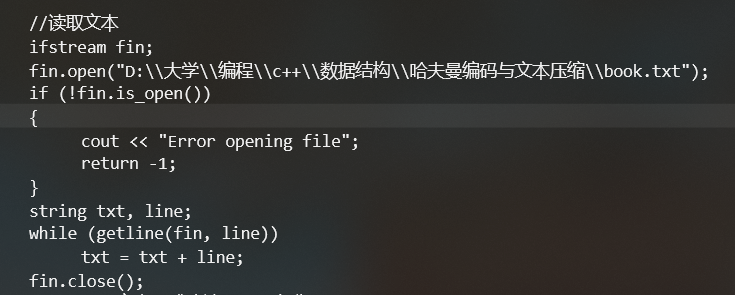 //读取文本
ifstream fin;
fin.open("D:\\大学\\编程\\c++\\数据结构\\哈夫曼编码与文本压缩\\book.txt");
if (!fin.is_open())
{
cout << "Error opening file";
return -1;
}
string txt, line;
while (getline(fin, line))
txt = txt + line;
fin.close();